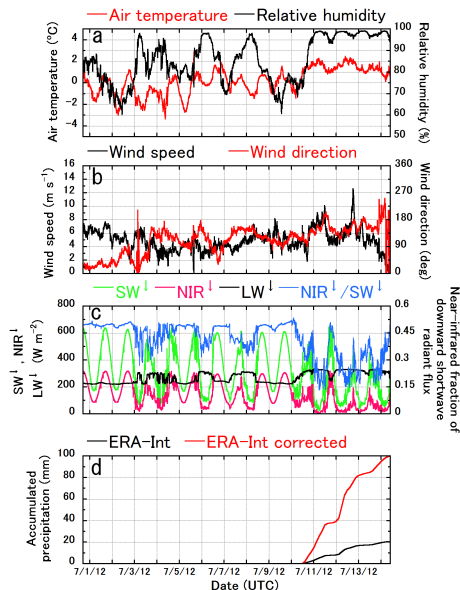 Air temperature Relative humidity
a
Air temperature (°C)
4
2
0
−2
−4
Relative humidity (%)
100
90
80
70
60
50
Wind speed Wind direction
b
Wind speed (m s⁻¹)
16
14
12
10
8
6
4
2
0
Wind direction (deg)
360
270
180
90
0
SW↓ NIR↓ LW↓ NIR↓/SW↓
c
SW↓, NIR↓
LW↓ (W m⁻²)
800
600
400
200
0
Near-infrared fraction of
downward shortwave
radiant flux
0.6
0.45
0.3
0.15
0
ERA-Int ERA-Int corrected
d
Accumulated
precipitation (mm)
100
80
60
40
20
0
7/1/12 7/3/12 7/5/12 7/7/12 7/9/12 7/11/12 7/13/12
Date (UTC)